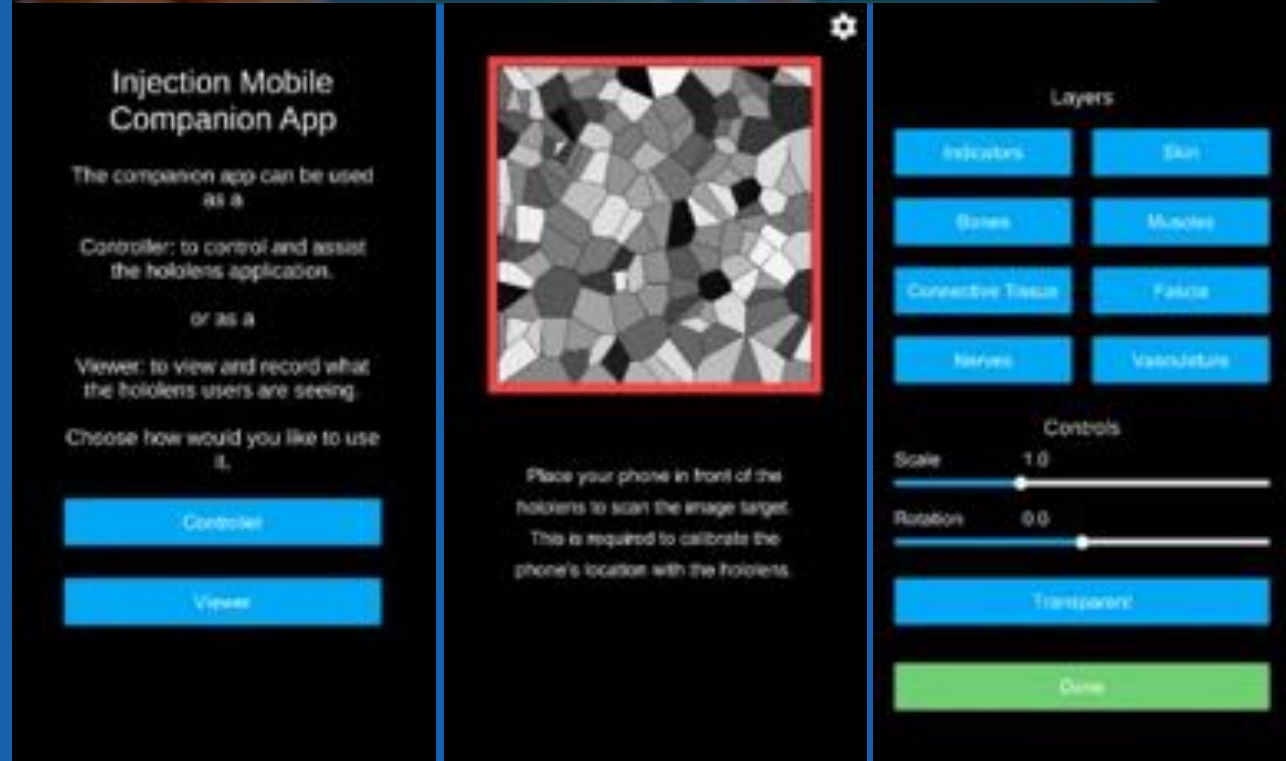 Injection Mobile
Companion App
The companion app can be used
as a
Controller: to control and assist
the hololens application.
or as a
Viewer: to view and record what
the hololens users are seeing.
Choose how would you like to use
it.
Controller
Viewer
Place your phone in front of the
hololens to scan the image target.
This is required to calibrate the
phone's location with the hololens.
Layers
Indicators
Skin
Bones
Muscles
Connective Tissue
Fascia
Nerves
Vasculature
Controls
Scale 1.0
Rotation 0.0
Transparent
Done